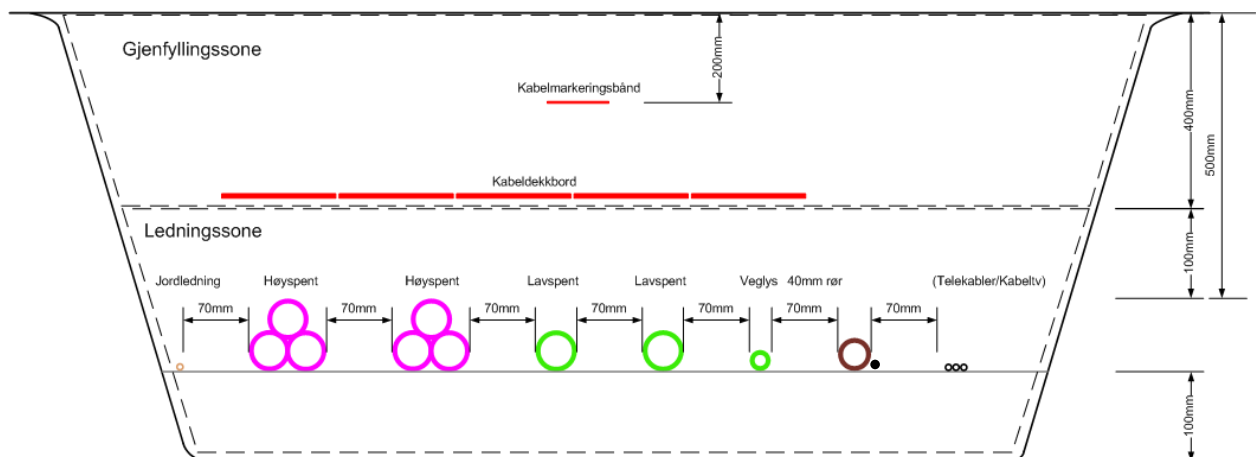 Gjenfyllingssone
Kabelmarkeringsbånd
200mm
400mm
500mm
Kabeldekkbord
Ledningssone
100mm
Jordledning Høyspent Høyspent Lavspent Lavspent Veglys 40mm rør (Telekabler/Kabeltv)
70mm 70mm 70mm 70mm 70mm 70mm 70mm
100mm